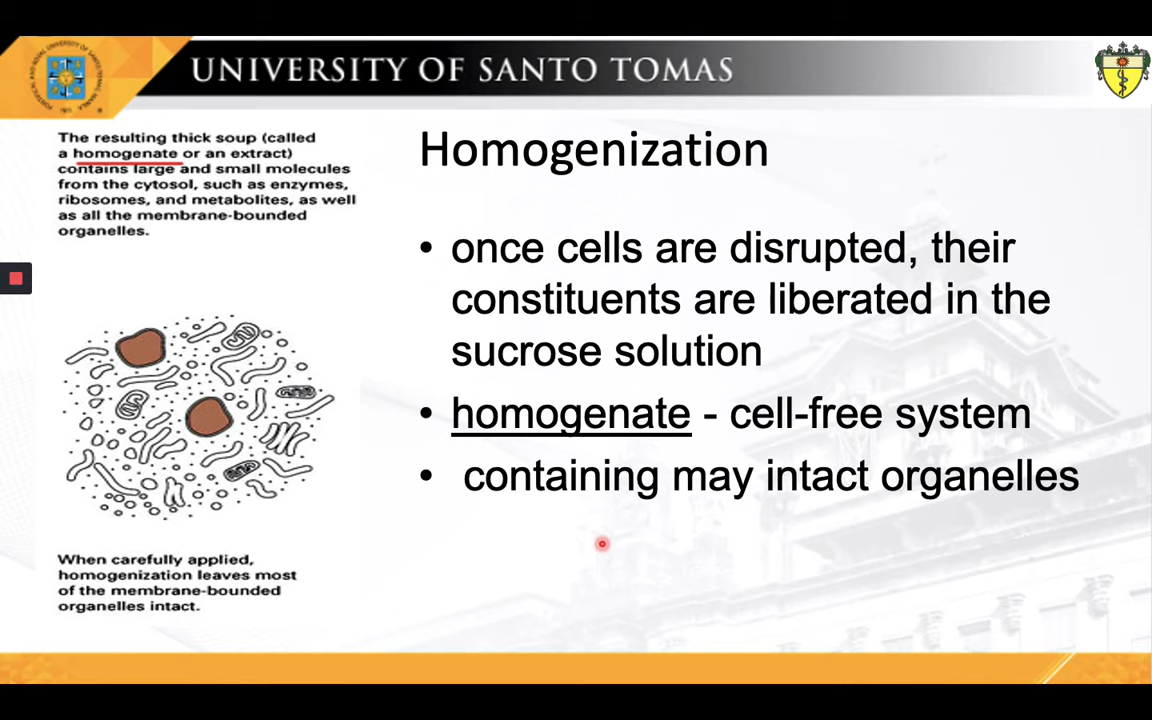 UNIVERSITY OF SANTO TOMAS
The resulting thick soup (called
a homogenate or an extract)
contains large and small molecules
from the cytosol, such as enzymes,
ribosomes, and metabolites, as well
as all the membrane-bounded
organelles.
When carefully applied,
homogenization leaves most
of the membrane-bounded
organelles intact.
Homogenization
• once cells are disrupted, their
constituents are liberated in the
sucrose solution
• homogenate - cell-free system
• containing may intact organelles